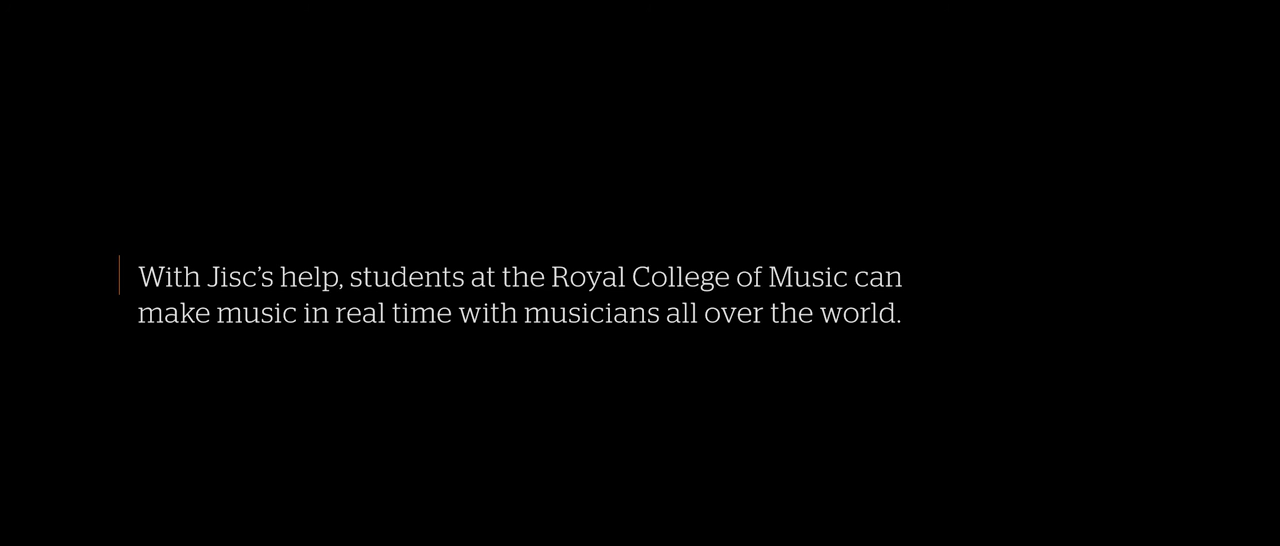 With Jisc’s help, students at the Royal College of Music can
make music in real time with musicians all over the world.